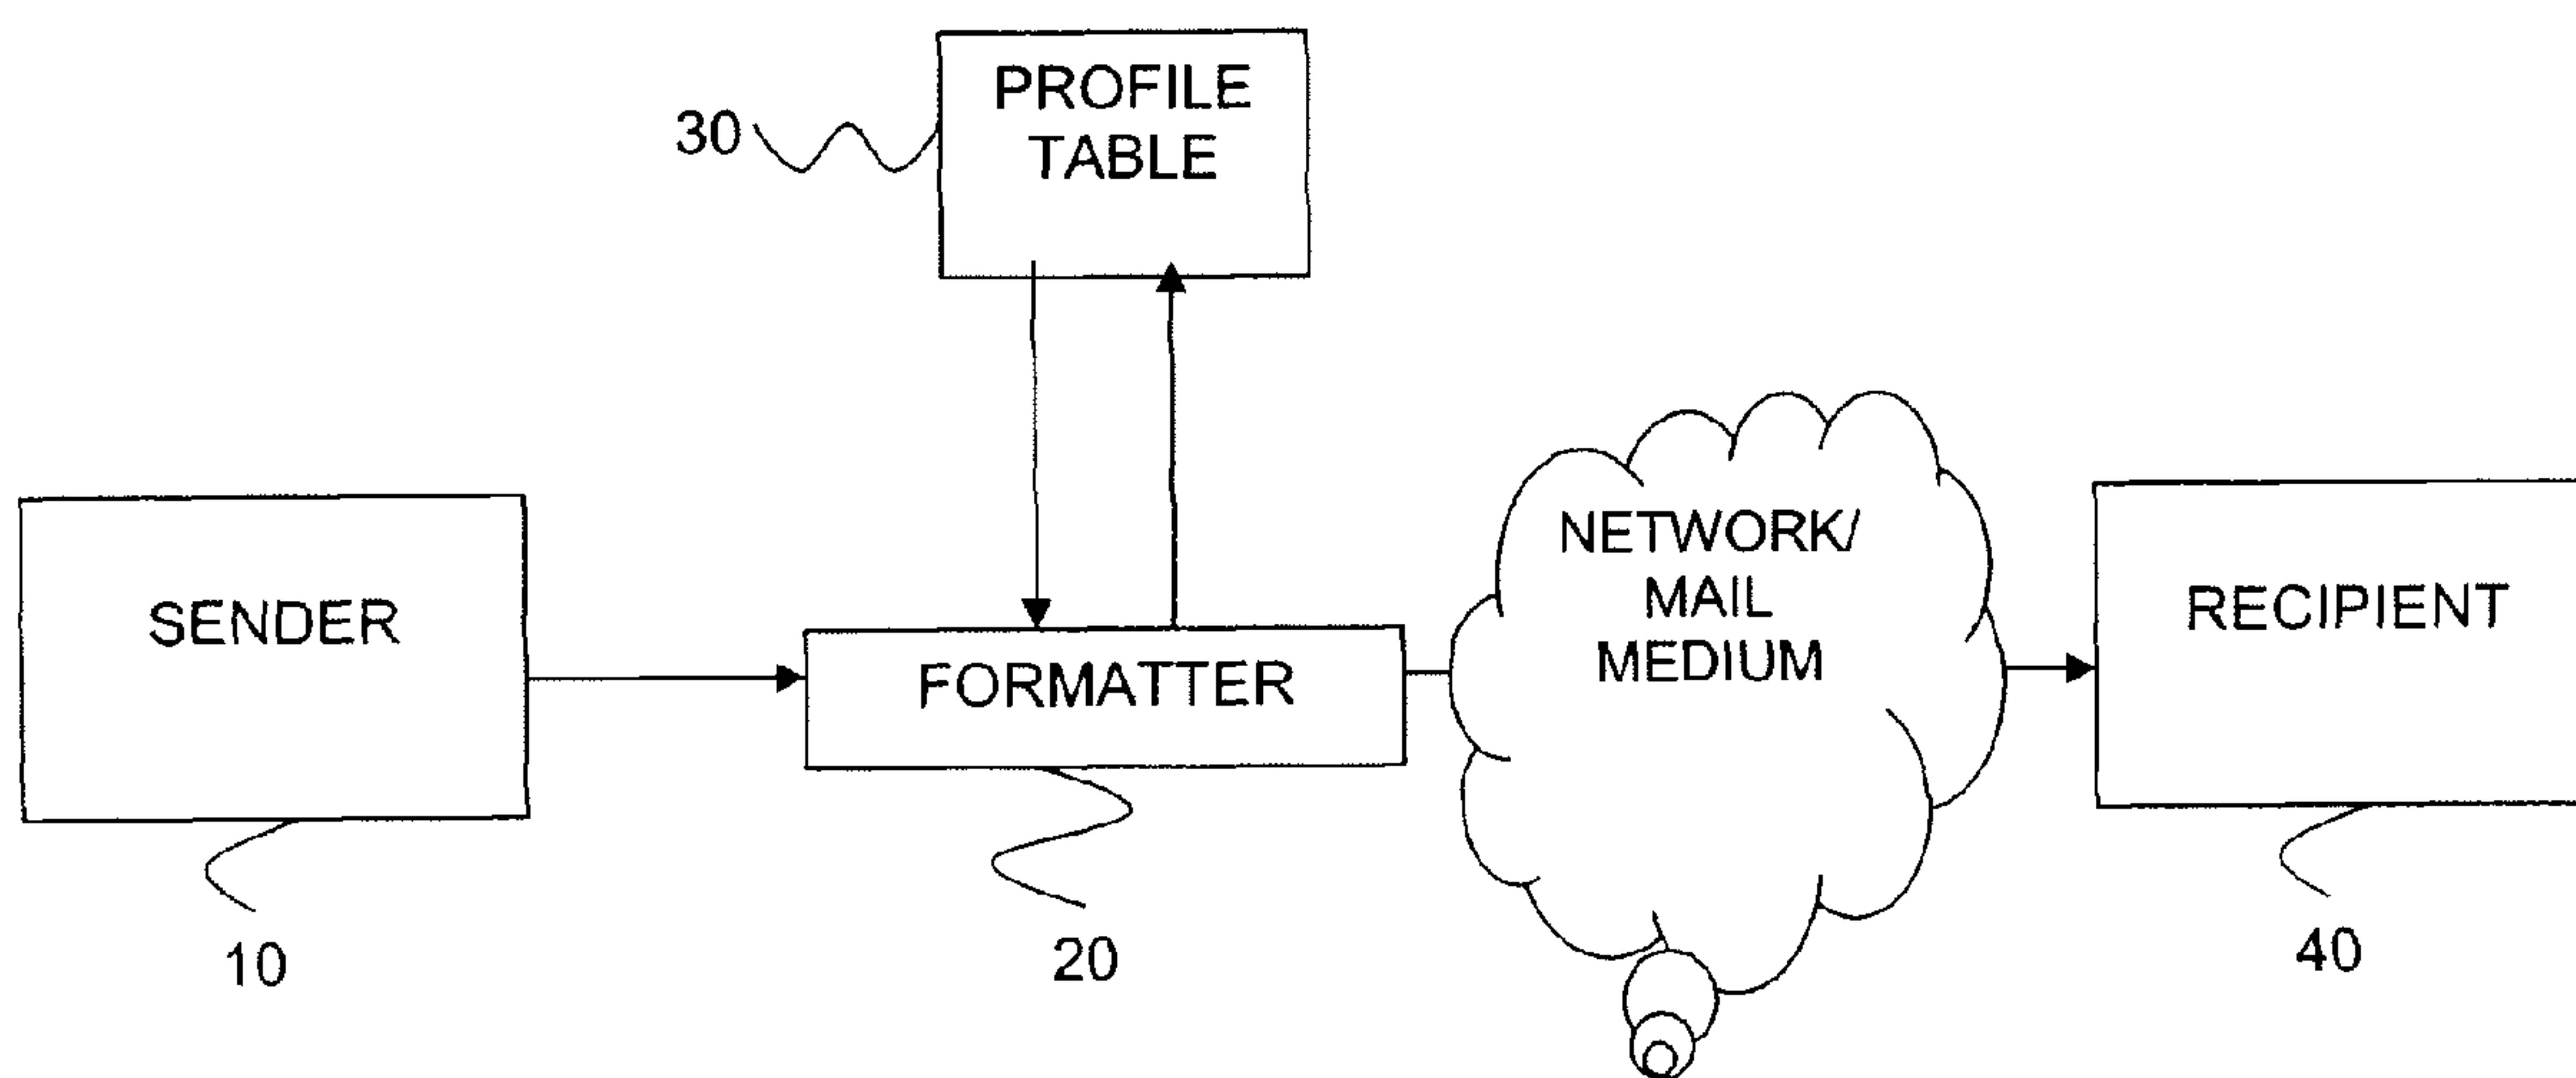 PROFILE
TABLE
30
SENDER
FORMATTER
NETWORK/
MAIL
MEDIUM
RECIPIENT
10
20
40